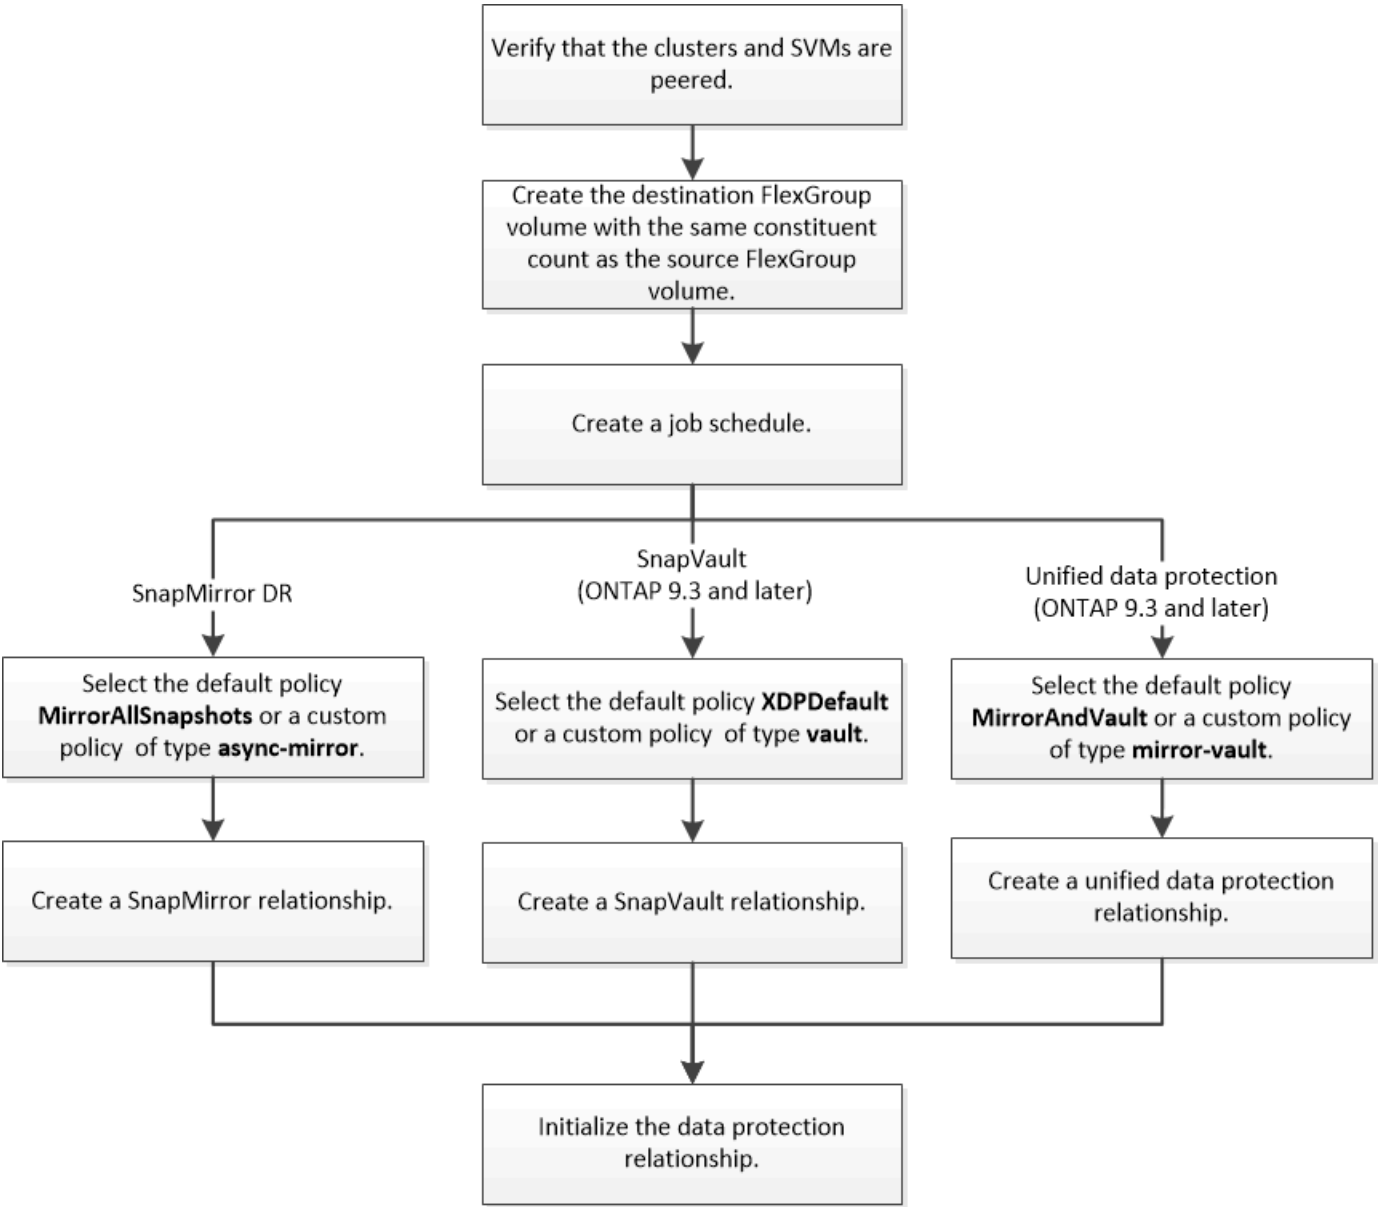 Verify that the clusters and SVMs are
peered.
Create the destination FlexGroup
volume with the same constituent
count as the source FlexGroup
volume.
Create a job schedule.
SnapMirror DR
SnapVault
(ONTAP 9.3 and later)
Unified data protection
(ONTAP 9.3 and later)
Select the default policy
MirrorAllSnapshots or a custom
policy of type async-mirror.
Select the default policy XDPDefault
or a custom policy of type vault.
Select the default policy
MirrorAndVault or a custom policy
of type mirror-vault.
Create a SnapMirror relationship.
Create a SnapVault relationship.
Create a unified data protection
relationship.
Initialize the data protection
relationship.